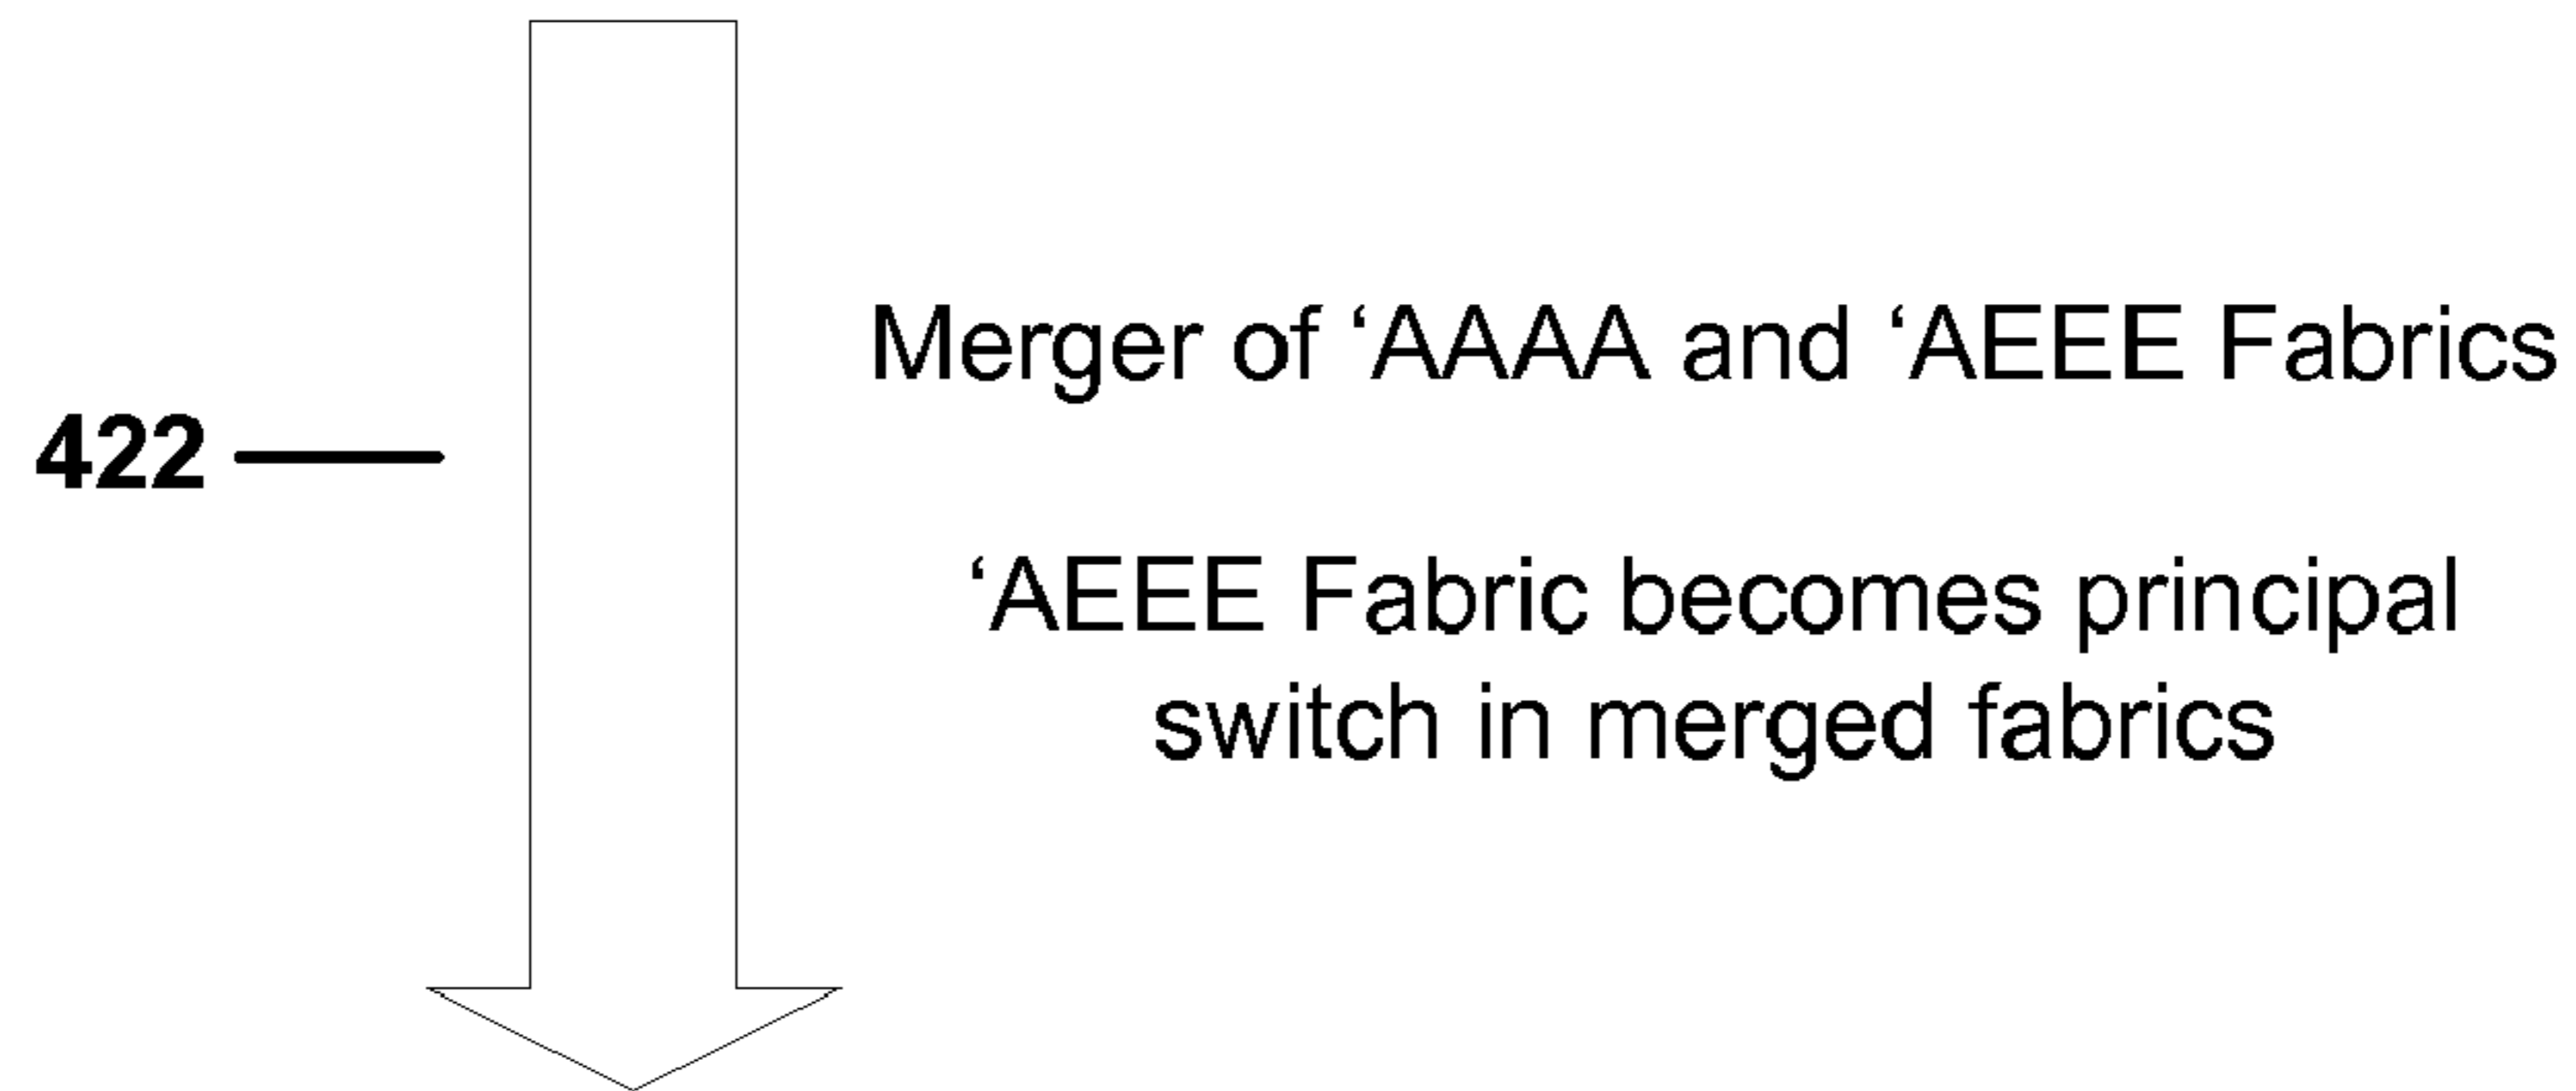 Merger of ‘AAAA and ‘AEEE Fabrics
422
‘AEEE Fabric becomes principal
switch in merged fabrics